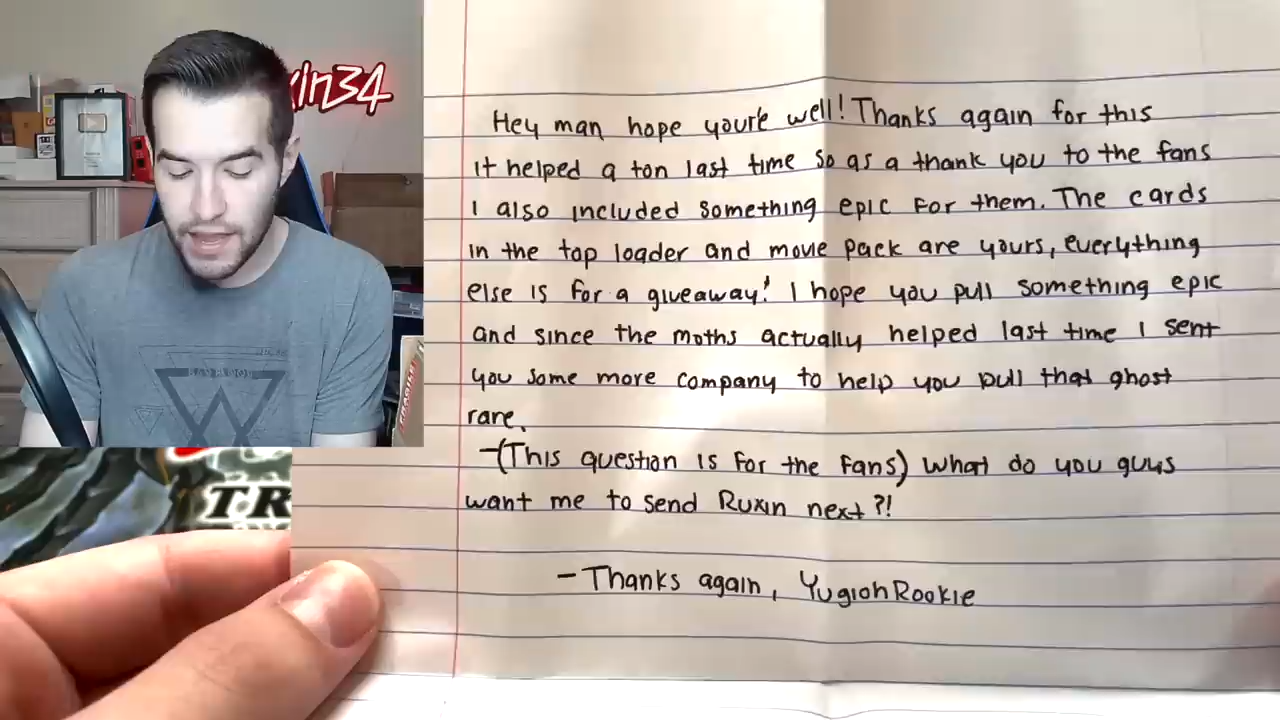 in34
Hey man hope you're well! Thanks again for this
it helped a ton last time so as a thank you to the fans
I also included something epic for them. The cards
in the top loader and movie pack are yours, everything
else is for a giveaway! I hope you pull something epic
and since the moths actually helped last time I sent
you some more company to help you pull that ghost
rare.
-(This question is for the fans) What do you guys
want me to send Ruxin next?!
- Thanks again, YugiohRookie
TR